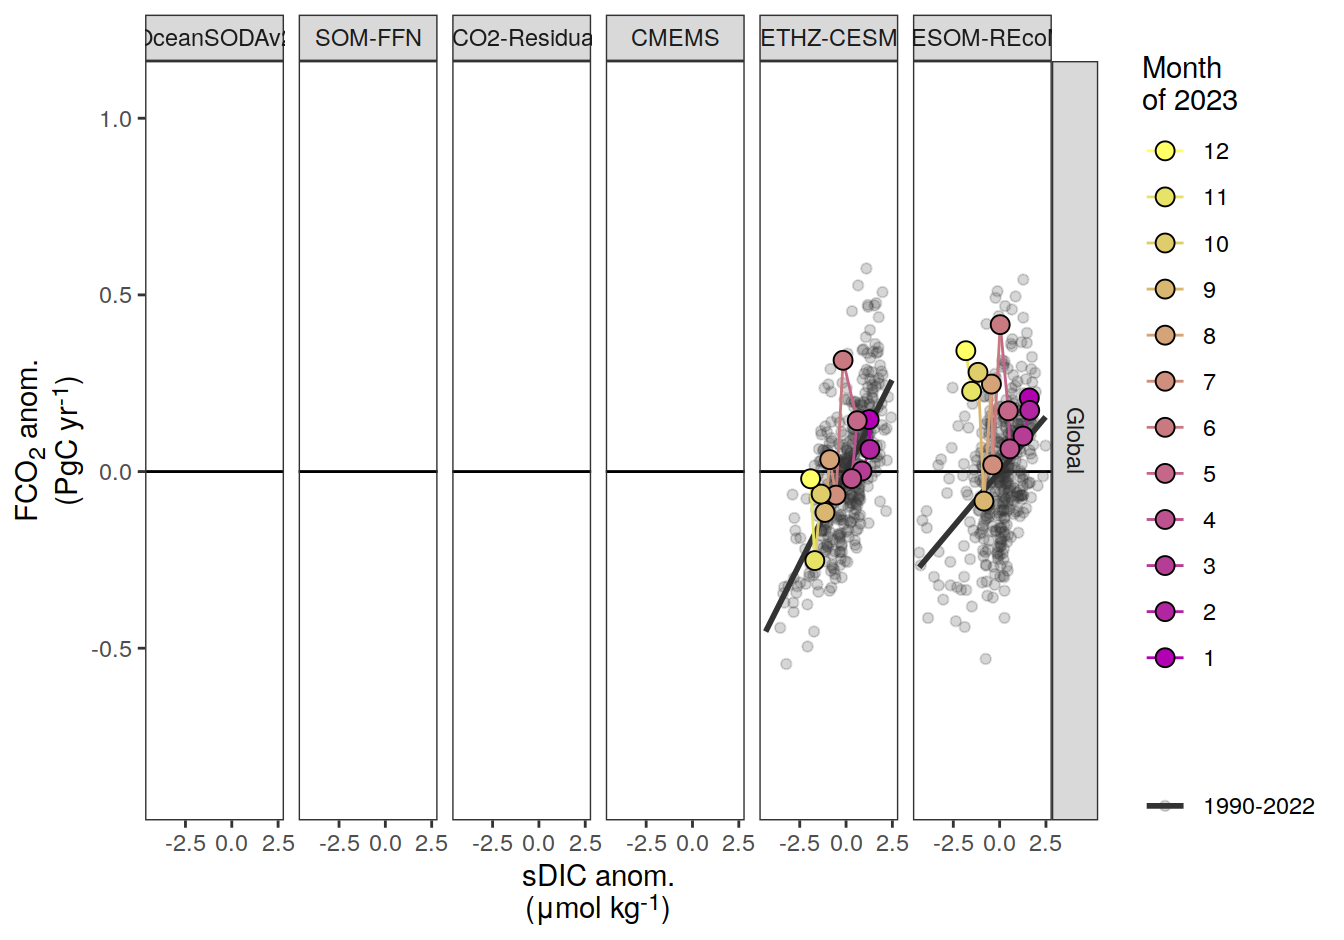 OceanSODAv2
SOM-FFN
CO2-Residua
CMEMS
ETHZ-CESM
ESOM-REcoM
Month
of 2023
12
11
10
9
8
7
6
5
4
3
2
1
1990-2022
Global
1.0
0.5
0.0
-0.5
FCO₂ anom.
(PgC yr⁻¹)
-2.5 0.0 2.5
-2.5 0.0 2.5
-2.5 0.0 2.5
-2.5 0.0 2.5
-2.5 0.0 2.5
-2.5 0.0 2.5
sDIC anom.
(µmol kg⁻¹)